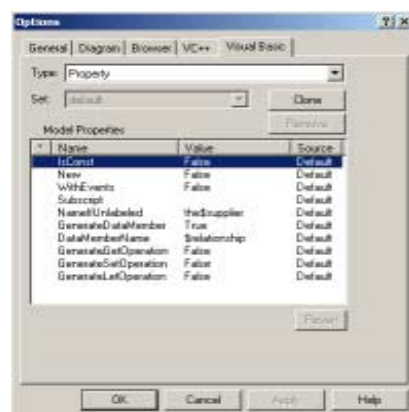 Options
General Diagram Browser VC++ Visual Basic
Type: Property
Set: default Clone
Remove
Model Properties
* Name Value Source
IsConst False Default
New False Default
WithEvents False Default
Subscript Default
NameIfUnlabeled the$supplier Default
GenerateDataMember True Default
DataMemberName $relationship Default
GenerateGetOperation False Default
GenerateSetOperation False Default
GenerateLetOperation False Default
Revert
OK Cancel Apply Help